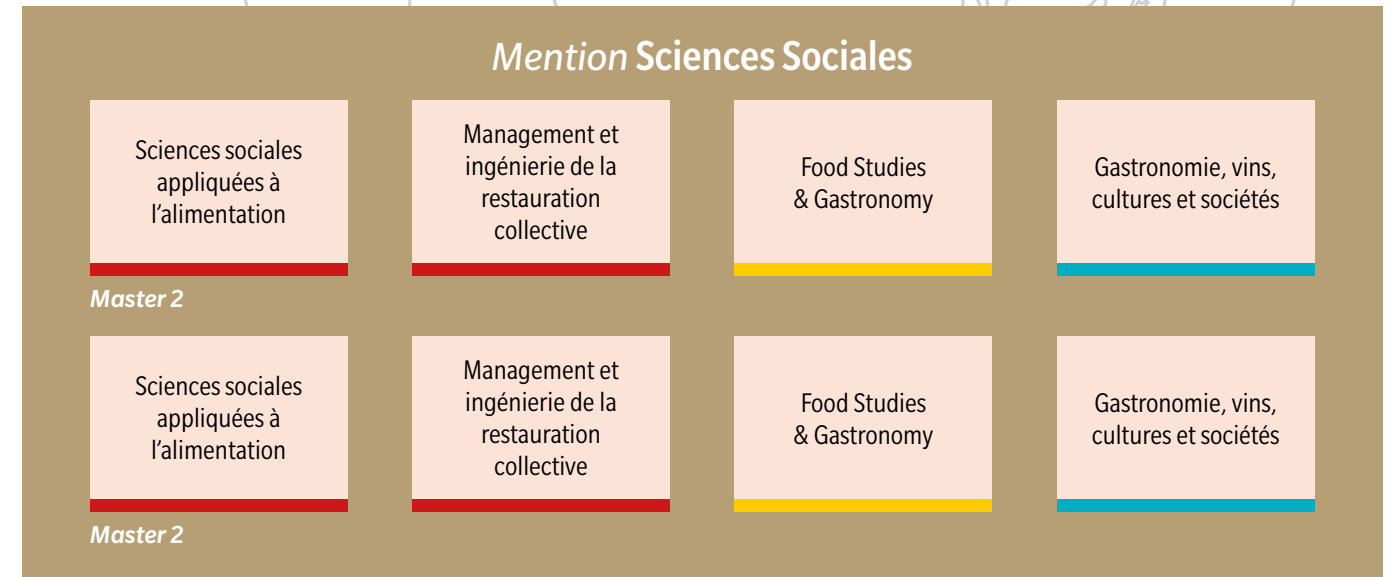 Mention Sciences Sociales
Sciences sociales
appliquées à
l'alimentation
Management et
ingénierie de la
restauration
collective
Food Studies
& Gastronomy
Gastronomie, vins,
cultures et sociétés
Master 2
Sciences sociales
appliquées à
l'alimentation
Management et
ingénierie de la
restauration
collective
Food Studies
& Gastronomy
Gastronomie, vins,
cultures et sociétés
Master 2